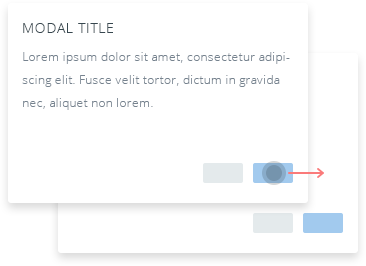 MODAL TITLE
Lorem ipsum dolor sit amet, consectetur adipi-
scing elit. Fusce velit tortor, dictum in gravida
nec, aliquet non lorem.